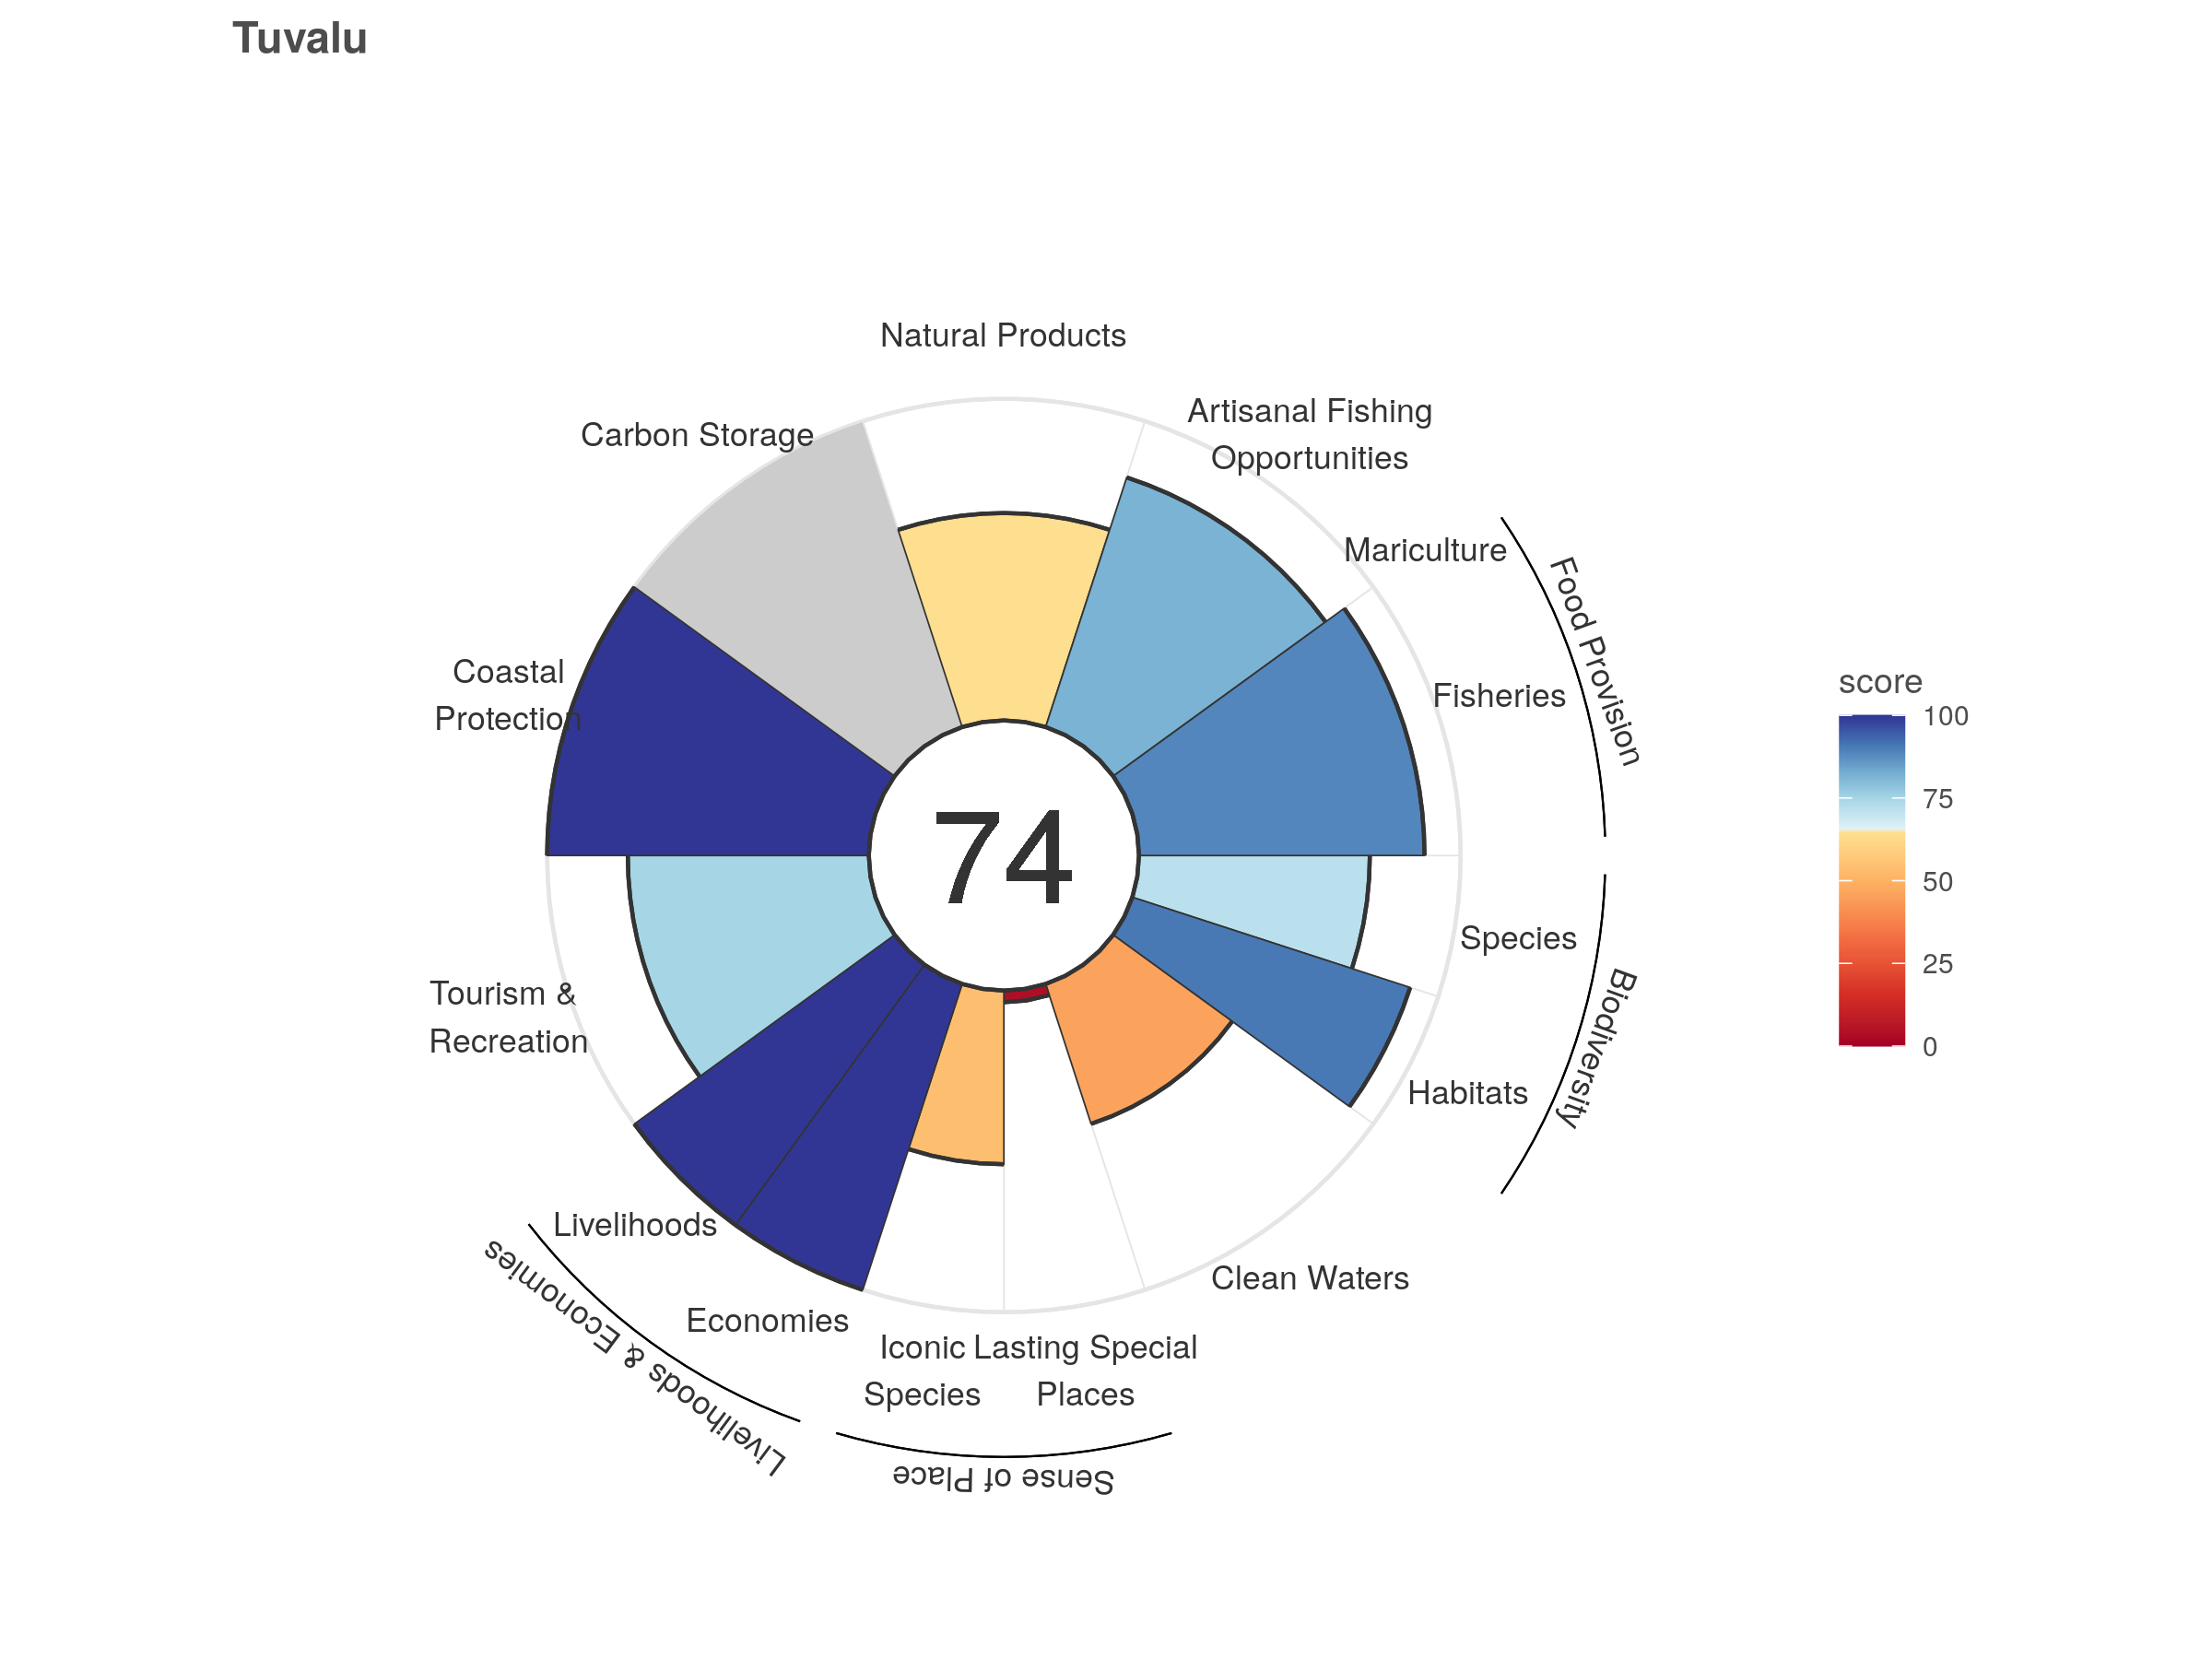 Tuvalu
Natural Products
Artisanal Fishing
Opportunities
Carbon Storage
Mariculture
Food Provision
Fisheries
Coastal
Protection
score
100
75
50
25
0
74
Species
Biodiversity
Tourism &
Recreation
Habitats
Livelihoods
Livelihoods & Economies
Economies
Clean Waters
Iconic
Species
Lasting Special
Places
Sense of Place